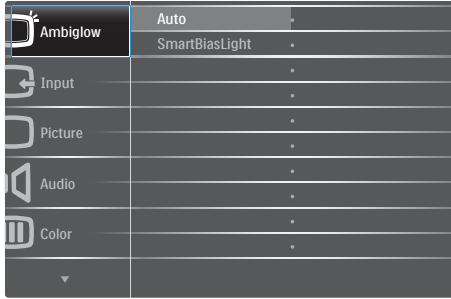 Ambiglow
Auto
SmartBiasLight
Input
Picture
Audio
Color